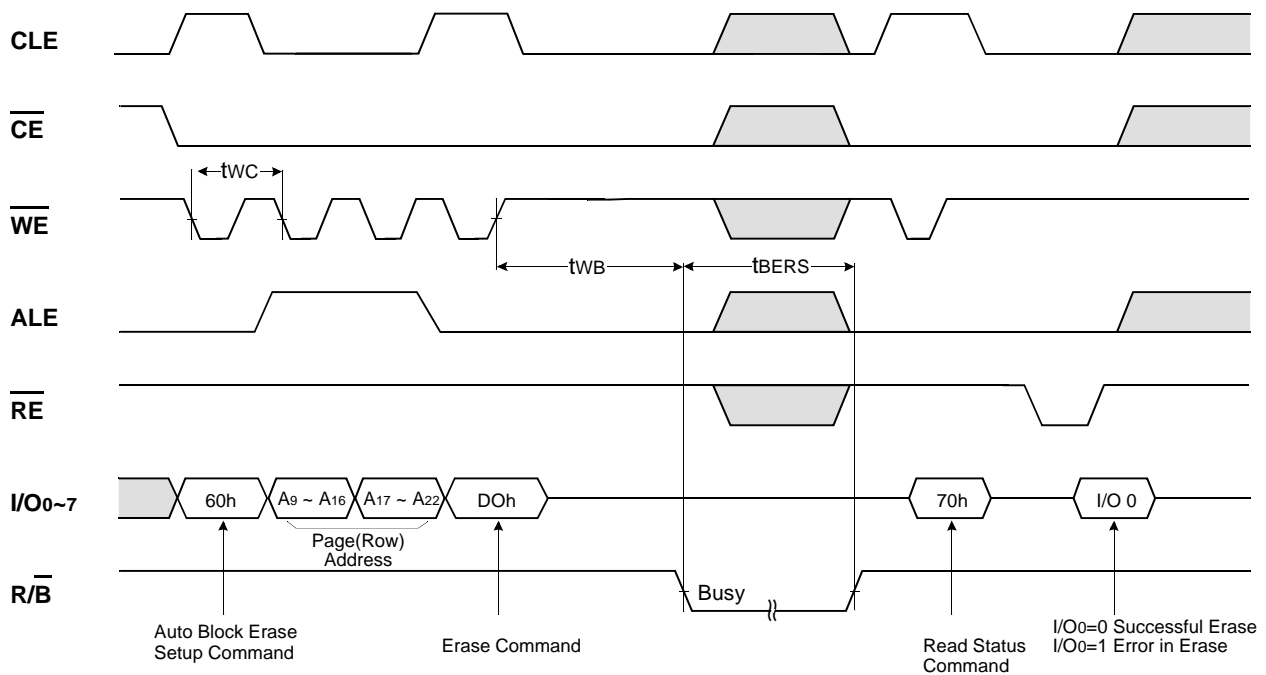 CLE
CE
tWC
WE
tWB
tBERS
ALE
RE
I/O0~7
60h
A9 ~ A16
A17 ~ A22
DOh
70h
I/O 0
Page(Row)
Address
R/B
Busy
Auto Block Erase
Setup Command
Erase Command
Read Status
Command
I/O0=0 Successful Erase
I/O0=1 Error in Erase